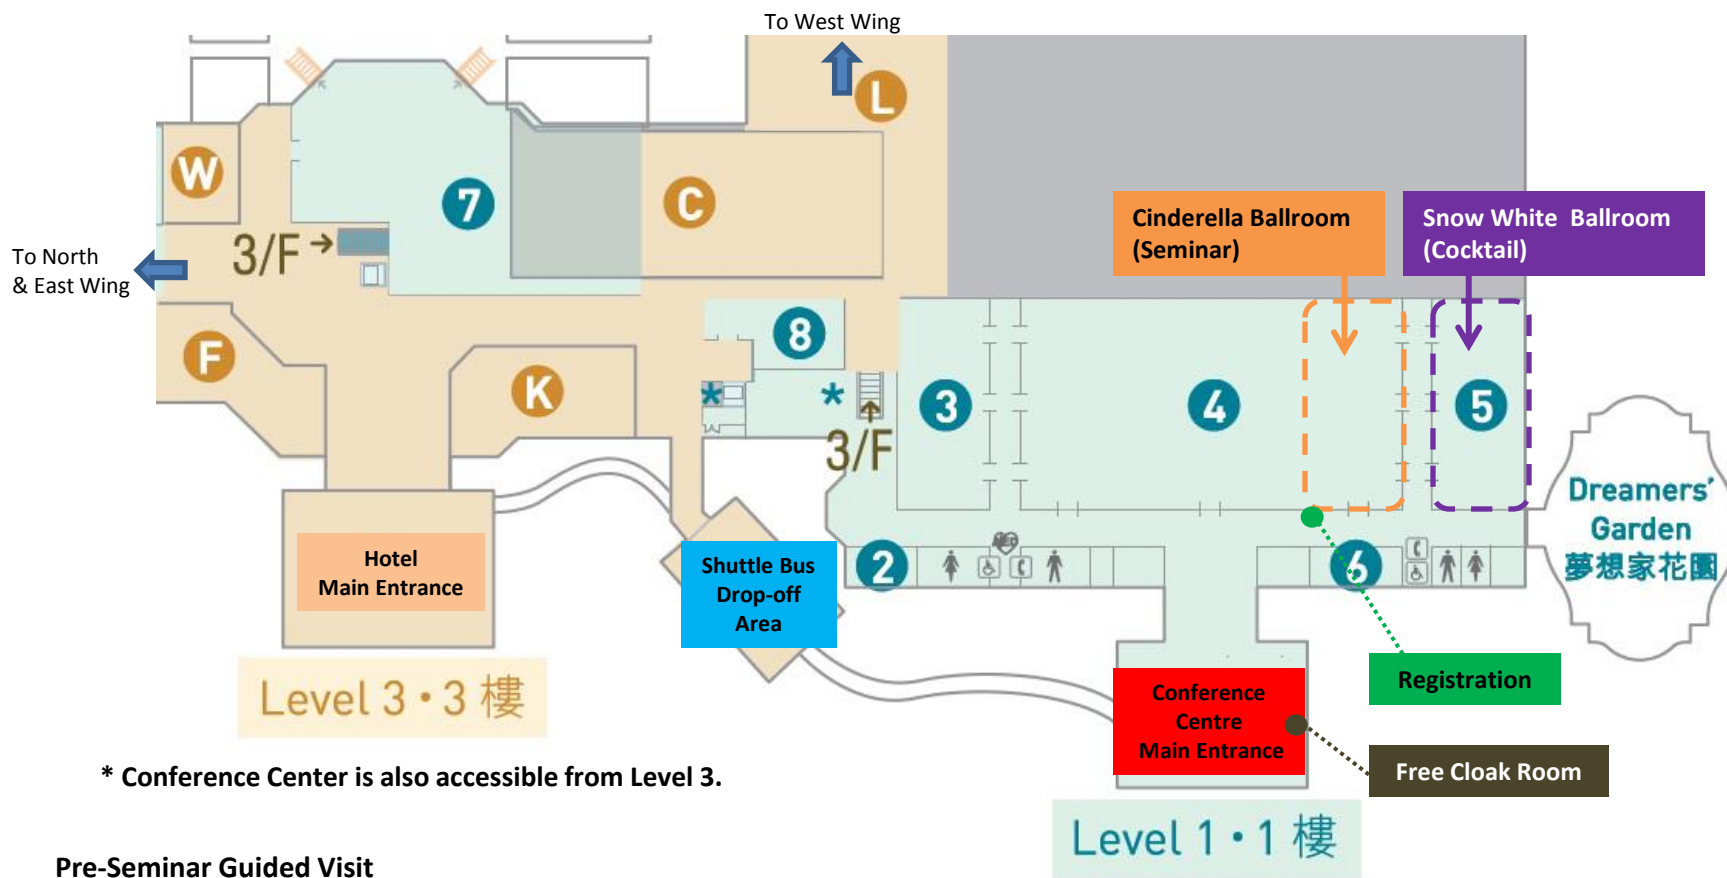 To West Wing
L
W
7
C
Cinderella Ballroom
(Seminar)
Snow White Ballroom
(Cocktail)
3/F
To North
& East Wing
8
F
K
*
*
3
4
5
3/F
Dreamers'
Garden
夢想家花園
AED
2
6
Hotel
Main Entrance
Shuttle Bus
Drop-off
Area
Registration
Level 3 • 3 樓
Conference
Centre
Main Entrance
* Conference Center is also accessible from Level 3.
Free Cloak Room
Level 1 • 1 樓
Pre-Seminar Guided Visit